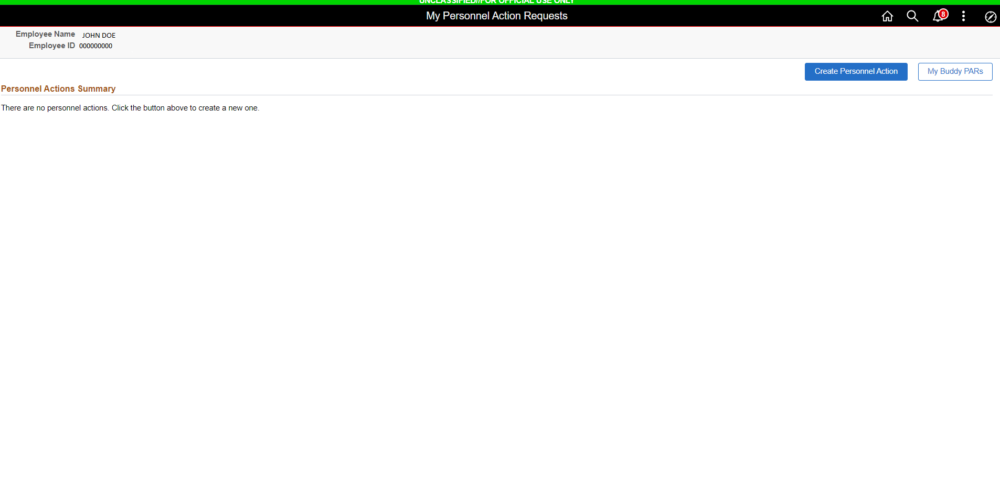 UNCLASSIFIED//FOR OFFICIAL USE ONLY
My Personnel Action Requests
8
Employee Name JOHN DOE
Employee ID 000000000
Create Personnel Action
My Buddy PARs
Personnel Actions Summary
There are no personnel actions. Click the button above to create a new one.